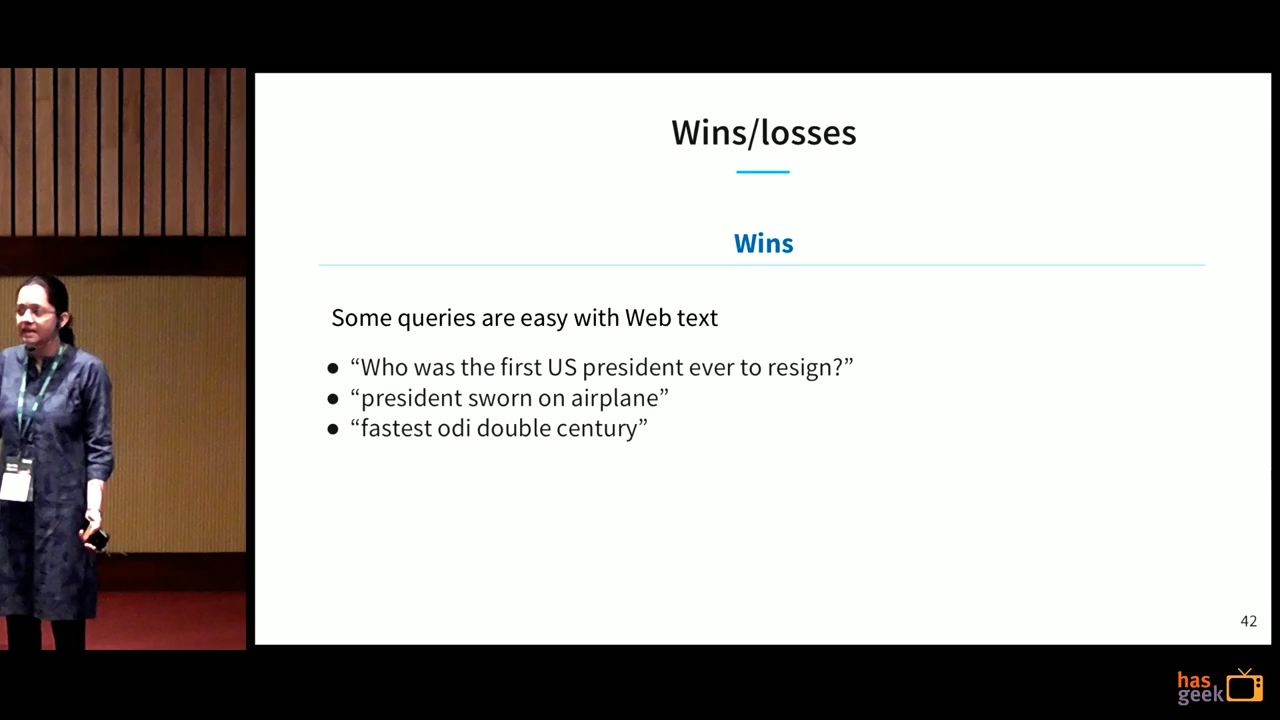 Wins/losses
Wins
Some queries are easy with Web text
● “Who was the first US president ever to resign?”
● “president sworn on airplane”
● “fastest odi double century”
42
has
geek